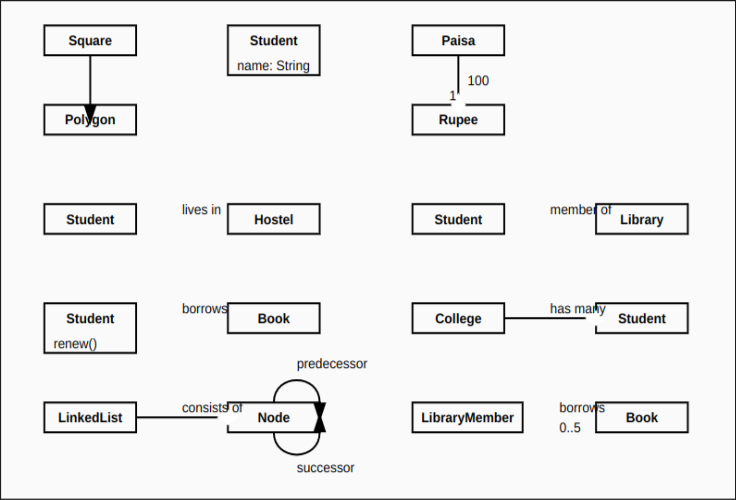 Square
Student
name: String
Paisa
100
1
Polygon
Rupee
Student
lives in
Hostel
Student
member of
Library
Student
renew()
borrows
Book
College
has many
Student
predecessor
LinkedList
consists of
Node
successor
LibraryMember
borrows
0..5
Book